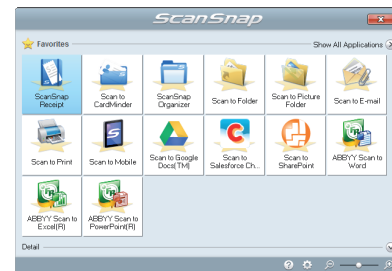 ScanSnap
Favorites
Show All Applications
ScanSnap
Receipt
Scan to
CardMinder
ScanSnap
Organizer
Scan to Folder
Scan to Picture
Folder
Scan to E-mail
Scan to Print
Scan to Mobile
Scan to Google
Docs(TM)
Scan to
Salesforce Ch...
Scan to
SharePoint
ABBYY Scan to
Word
ABBYY Scan to
Excel(R)
ABBYY Scan to
PowerPoint(R)
Detail